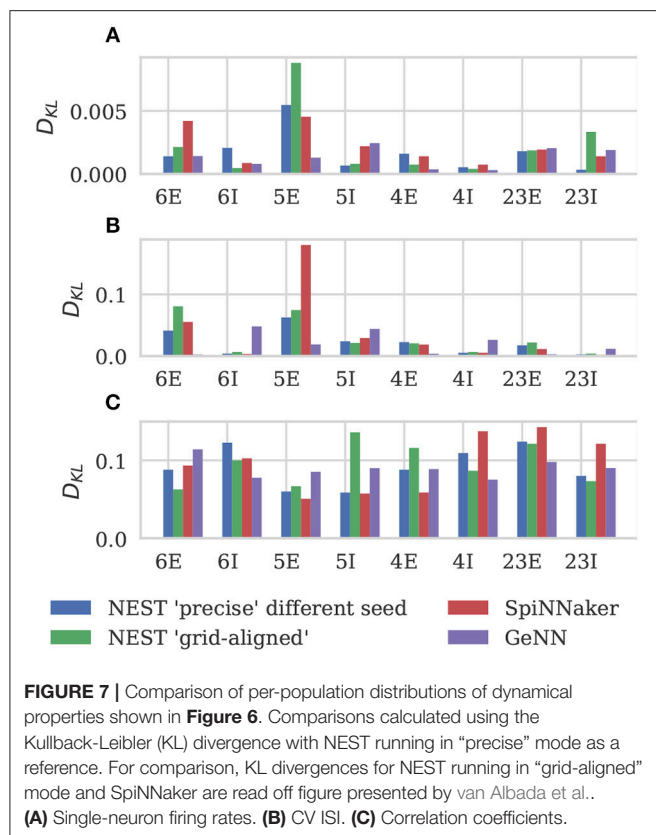 A
D_KL
0.005
0.000
6E 6I 5E 5I 4E 4I 23E 23I
B
D_KL
0.1
0.0
6E 6I 5E 5I 4E 4I 23E 23I
C
D_KL
0.1
0.0
6E 6I 5E 5I 4E 4I 23E 23I
NEST 'precise' different seed SpiNNaker
NEST 'grid-aligned' GeNN
FIGURE 7 | Comparison of per-population distributions of dynamical
properties shown in Figure 6. Comparisons calculated using the
Kullback-Leibler (KL) divergence with NEST running in “precise” mode as a
reference. For comparison, KL divergences for NEST running in “grid-aligned”
mode and SpiNNaker are read off figure presented by van Albada et al..
(A) Single-neuron firing rates. (B) CV ISI. (C) Correlation coefficients.